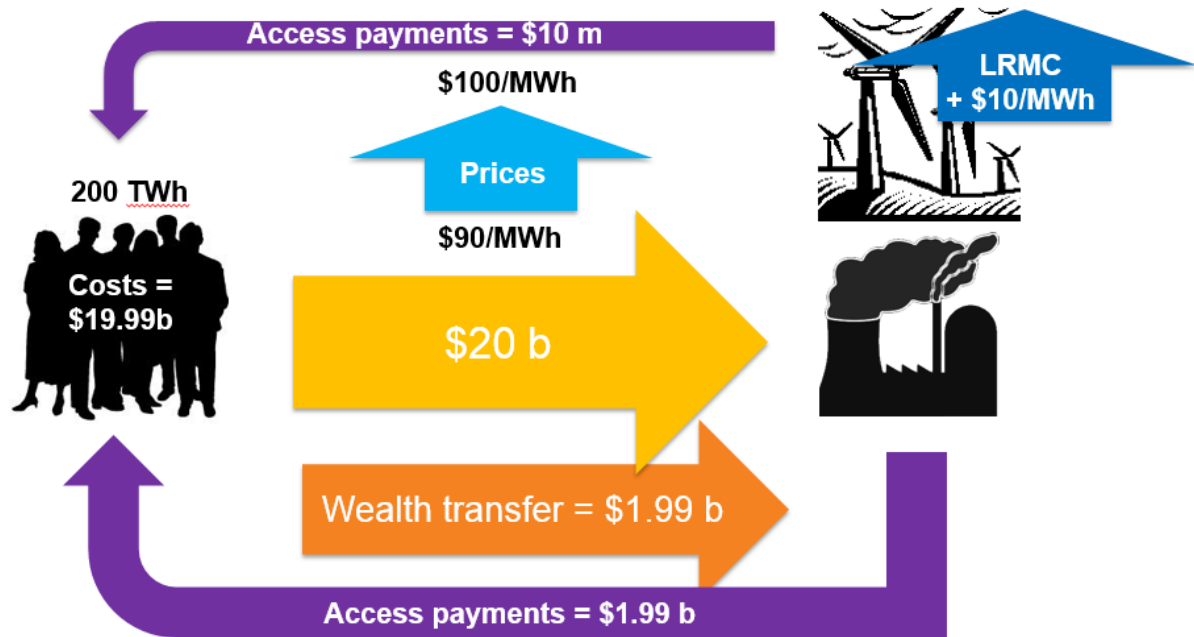 Access payments = $10 m
$100/MWh
LRMC
+ $10/MWh
Prices
200 TWh
$90/MWh
Costs =
$19.99b
$20 b
Wealth transfer = $1.99 b
Access payments = $1.99 b